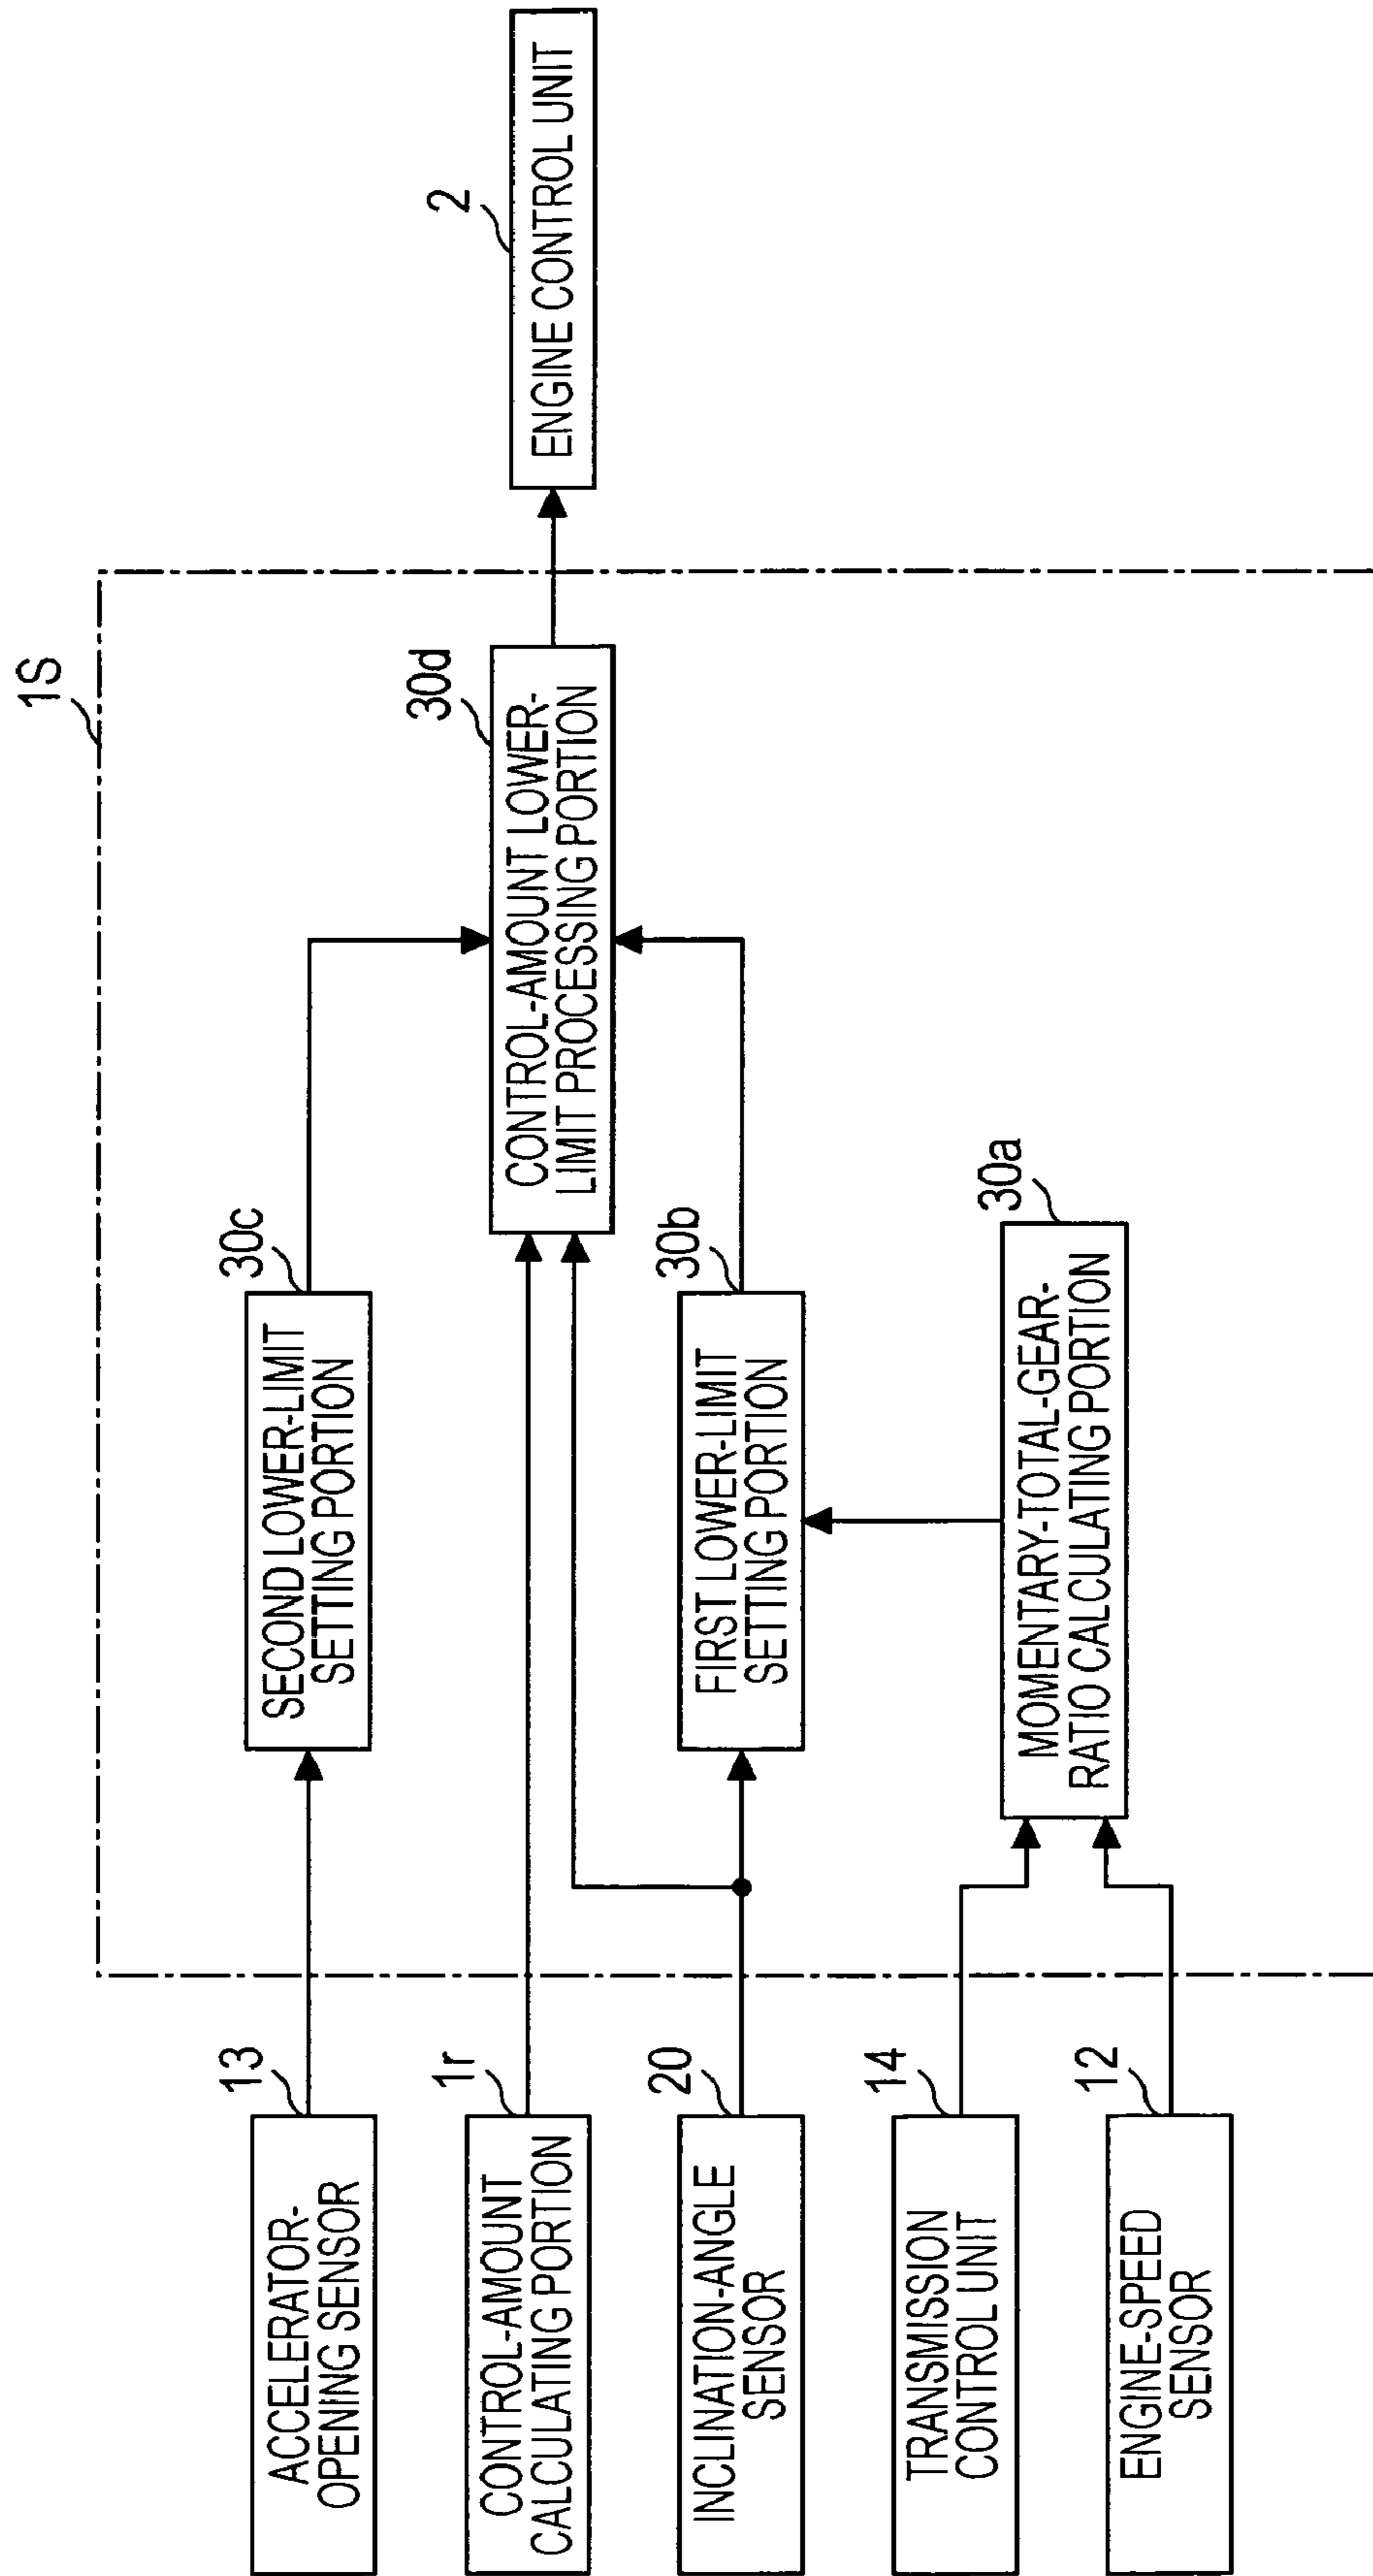 1S
13
ACCELERATOR-
OPENING SENSOR
30c
SECOND LOWER-LIMIT
SETTING PORTION
1r
CONTROL-AMOUNT
CALCULATING PORTION
30d
CONTROL-AMOUNT LOWER-
LIMIT PROCESSING PORTION
2
ENGINE CONTROL UNIT
20
INCLINATION-ANGLE
SENSOR
30b
FIRST LOWER-LIMIT
SETTING PORTION
14
TRANSMISSION
CONTROL UNIT
30a
MOMENTARY-TOTAL-GEAR-
RATIO CALCULATING PORTION
12
ENGINE-SPEED
SENSOR